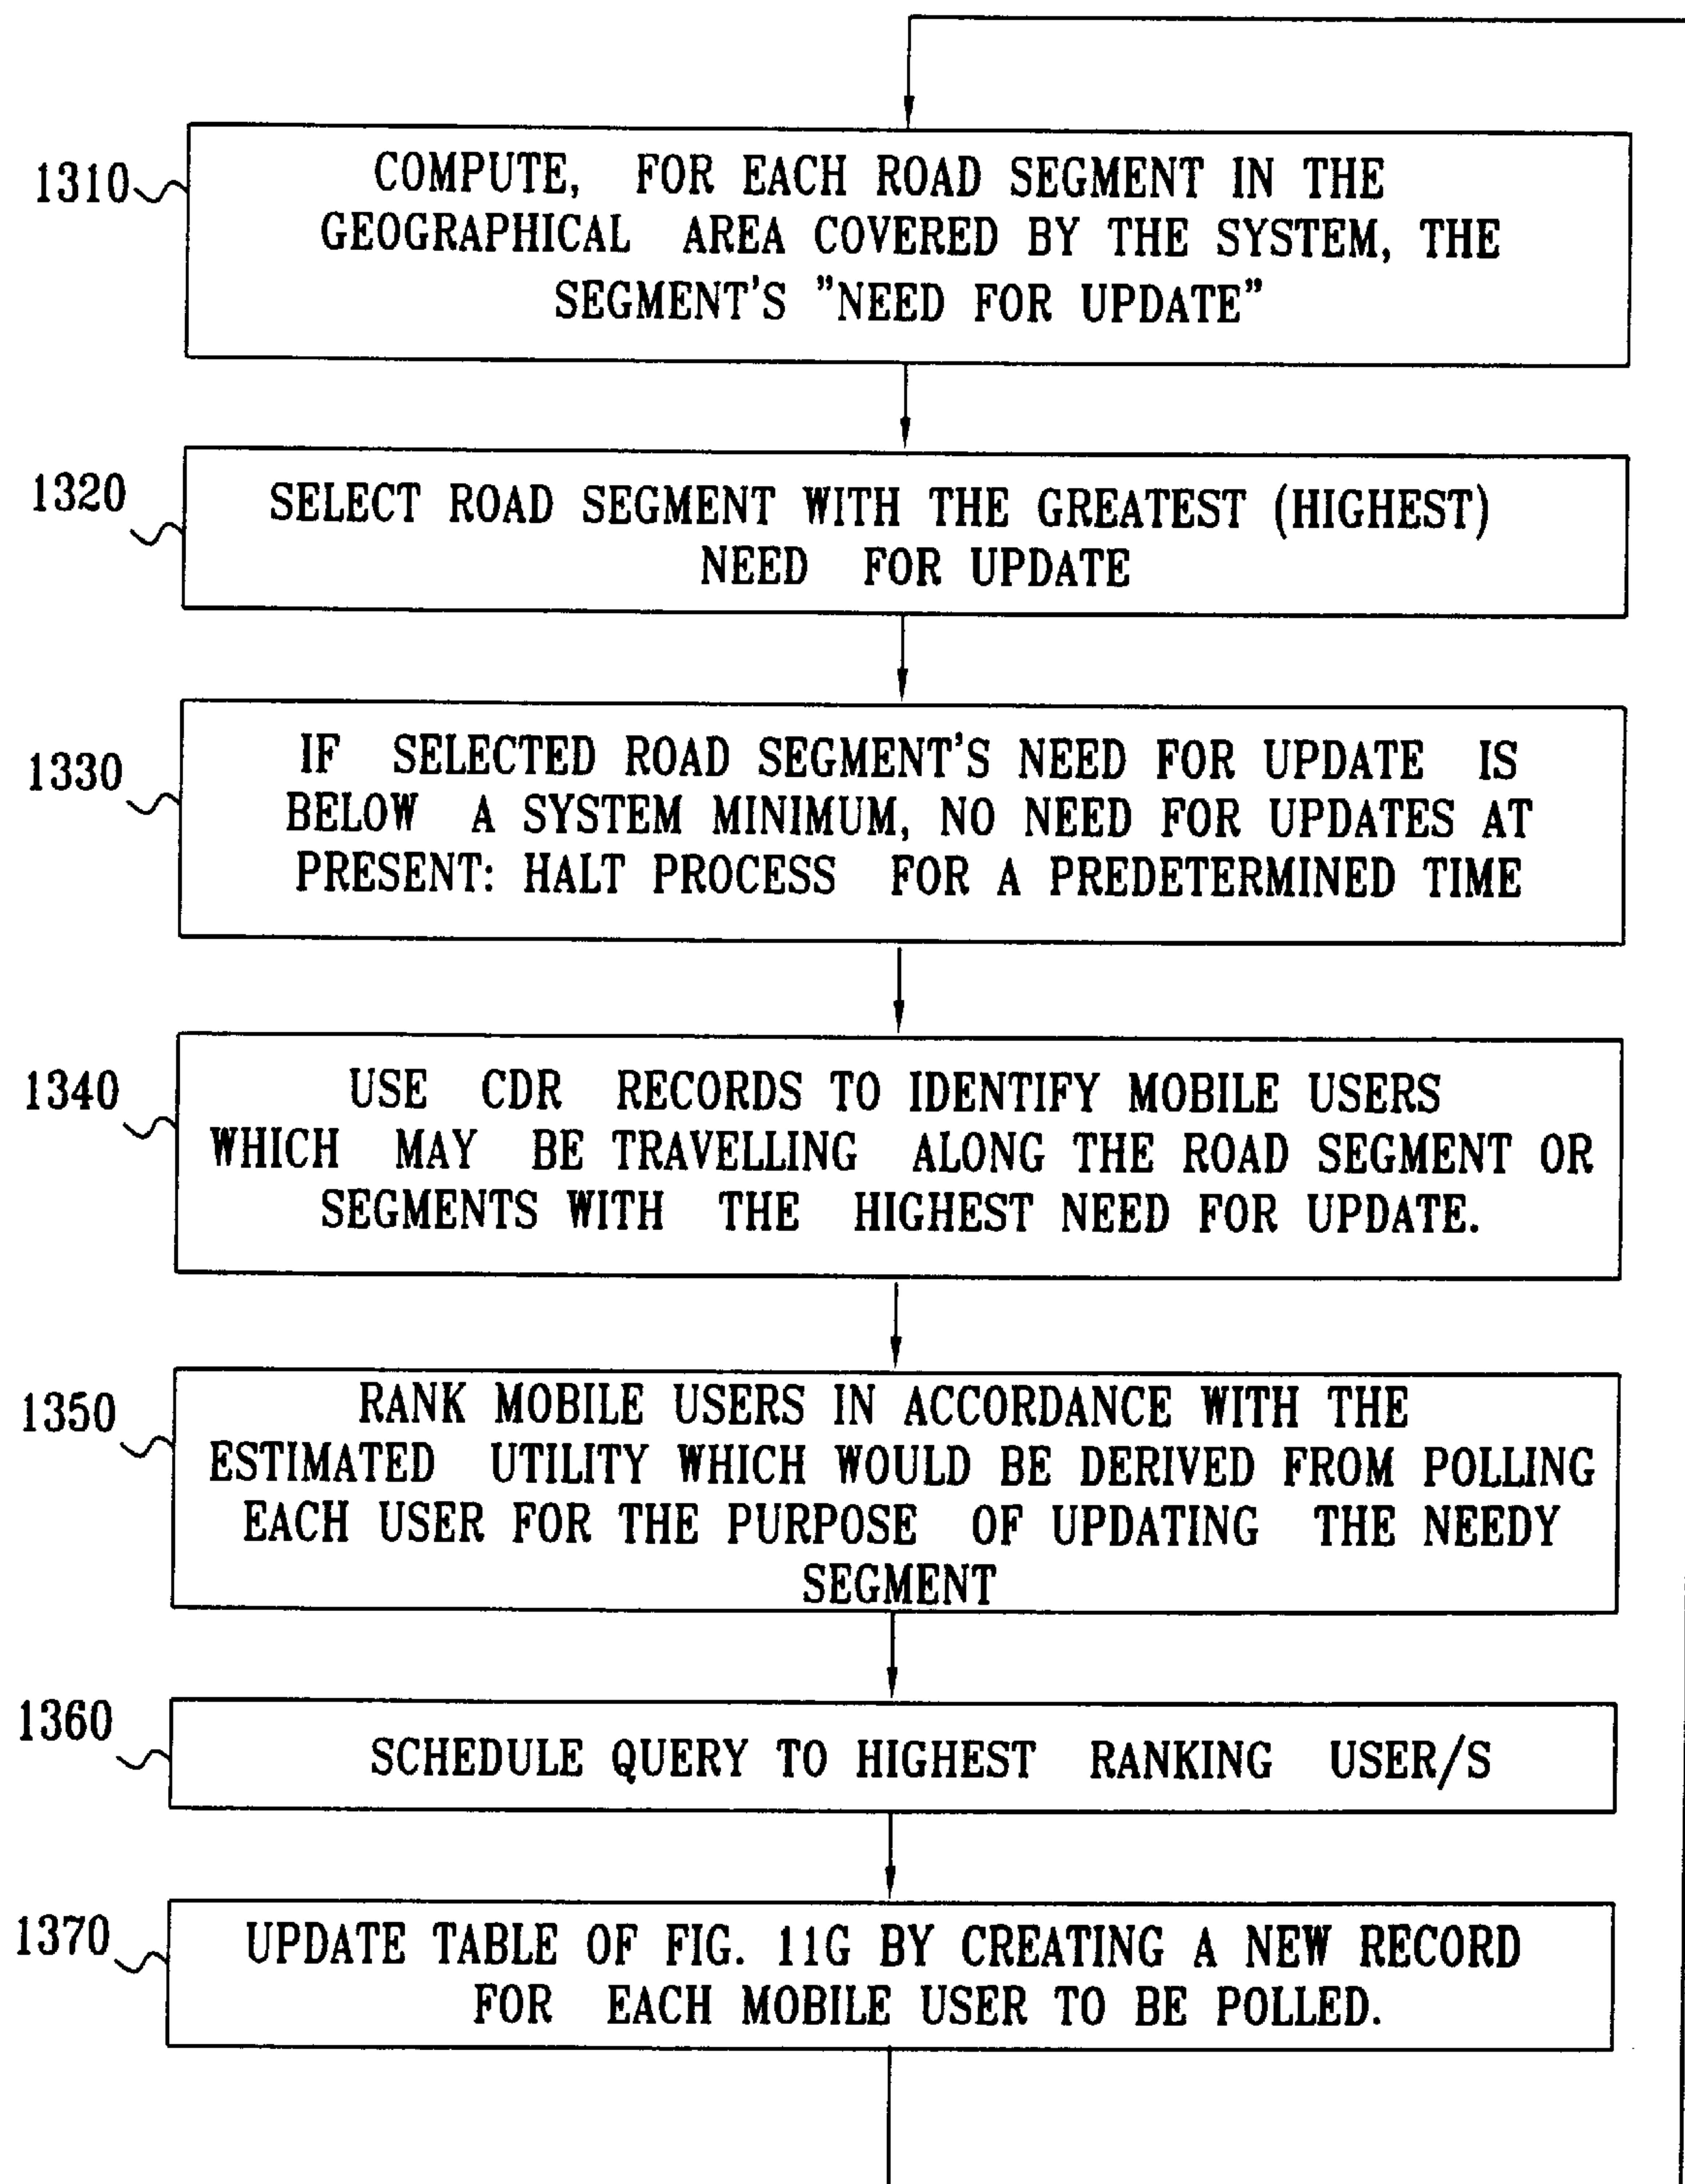 1310
COMPUTE, FOR EACH ROAD SEGMENT IN THE
GEOGRAPHICAL AREA COVERED BY THE SYSTEM, THE
SEGMENT'S "NEED FOR UPDATE"
1320
SELECT ROAD SEGMENT WITH THE GREATEST (HIGHEST)
NEED FOR UPDATE
1330
IF SELECTED ROAD SEGMENT'S NEED FOR UPDATE IS
BELOW A SYSTEM MINIMUM, NO NEED FOR UPDATES AT
PRESENT: HALT PROCESS FOR A PREDETERMINED TIME
1340
USE CDR RECORDS TO IDENTIFY MOBILE USERS
WHICH MAY BE TRAVELLING ALONG THE ROAD SEGMENT OR
SEGMENTS WITH THE HIGHEST NEED FOR UPDATE.
1350
RANK MOBILE USERS IN ACCORDANCE WITH THE
ESTIMATED UTILITY WHICH WOULD BE DERIVED FROM POLLING
EACH USER FOR THE PURPOSE OF UPDATING THE NEEDY
SEGMENT
1360
SCHEDULE QUERY TO HIGHEST RANKING USER/S
1370
UPDATE TABLE OF FIG. 11G BY CREATING A NEW RECORD
FOR EACH MOBILE USER TO BE POLLED.